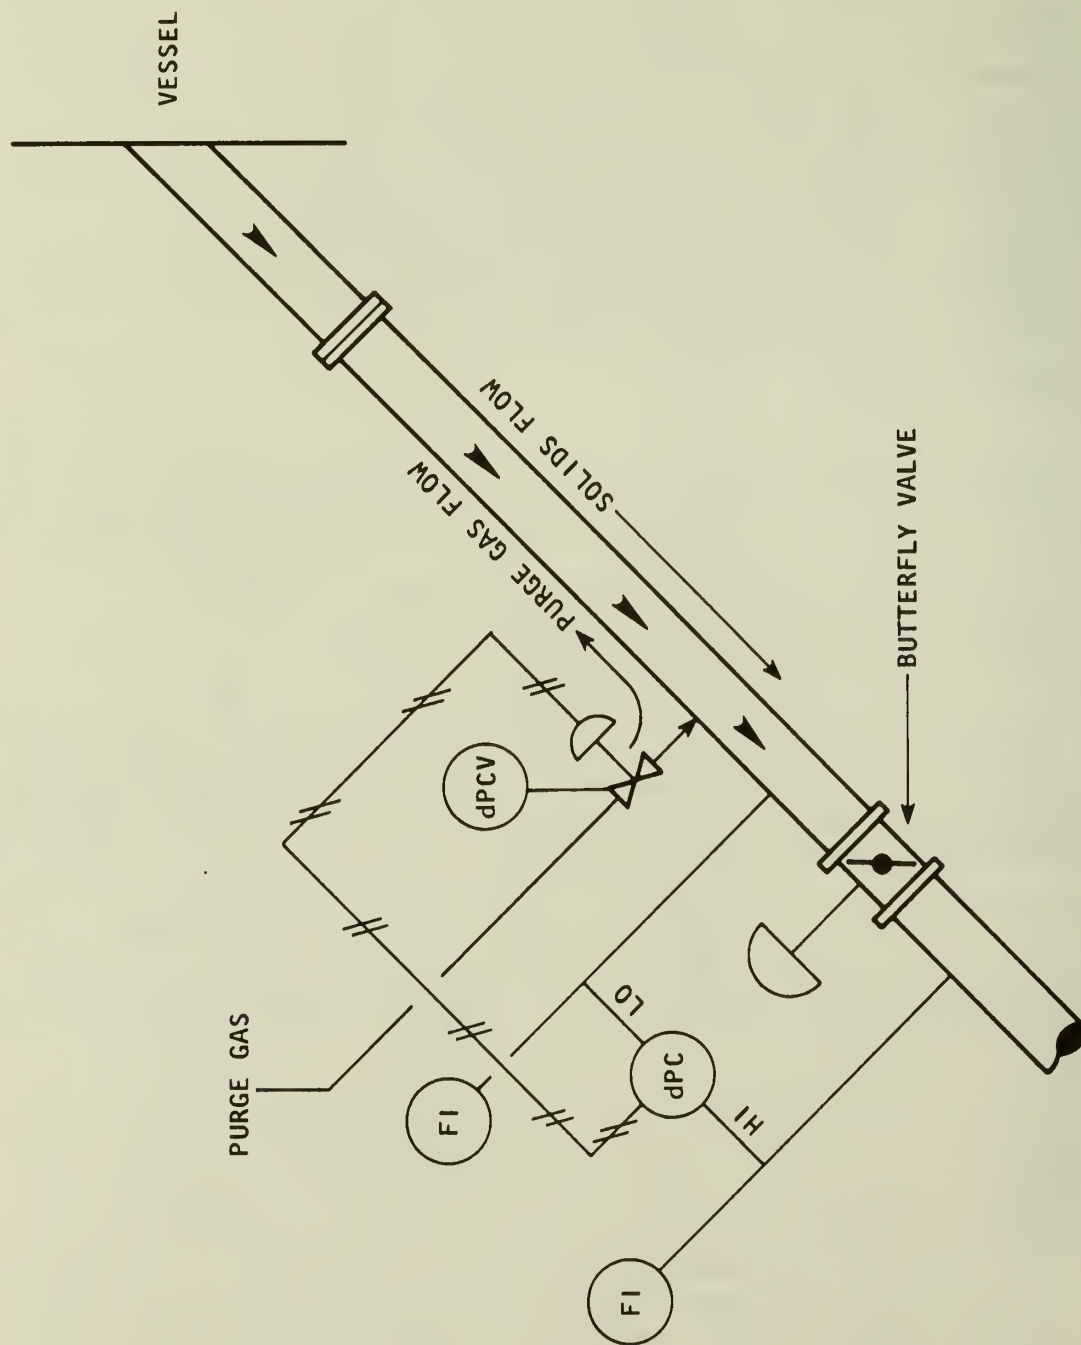 VESSEL
PURGE GAS FLOW
SOLIDS FLOW
dPCV
BUTTERFLY VALVE
PURGE GAS
FI
LO
dPC
HI
FI